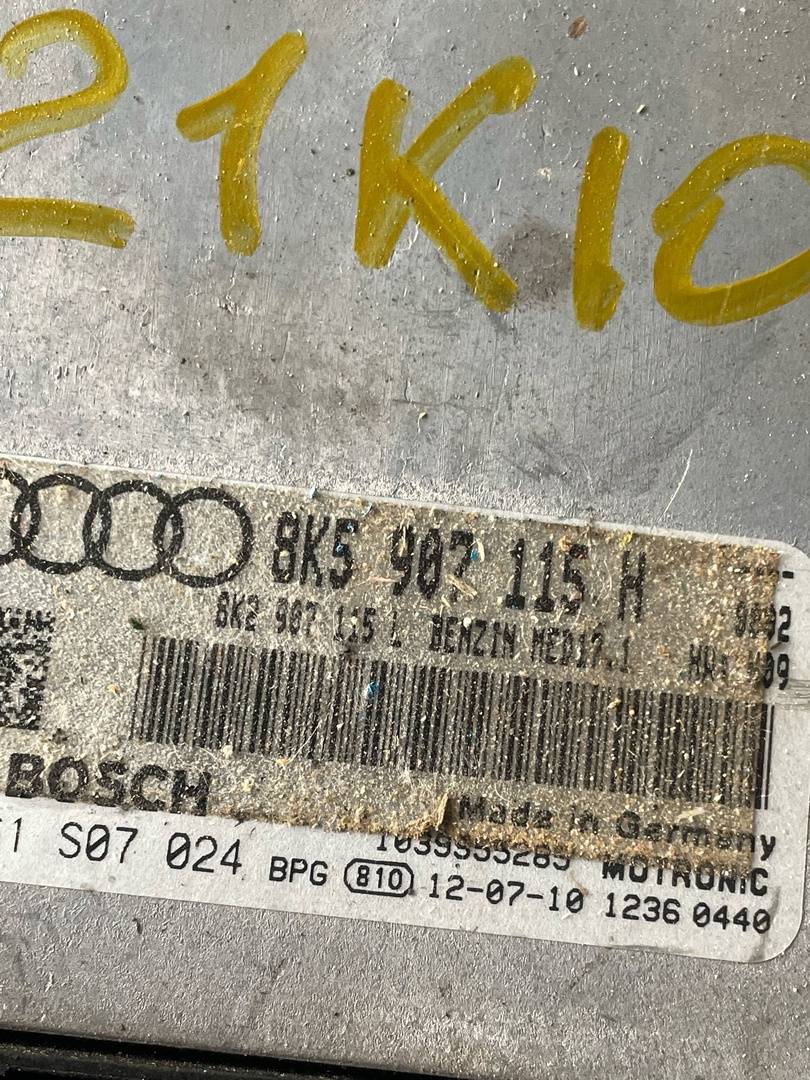 21KIO
8K5 907 115 H
8K2 907 115 L BENZIN MED17.1
BOSCH
Made in Germany
S07 024 BPG 810 12-07-10 1236 0440
MOTRONIC